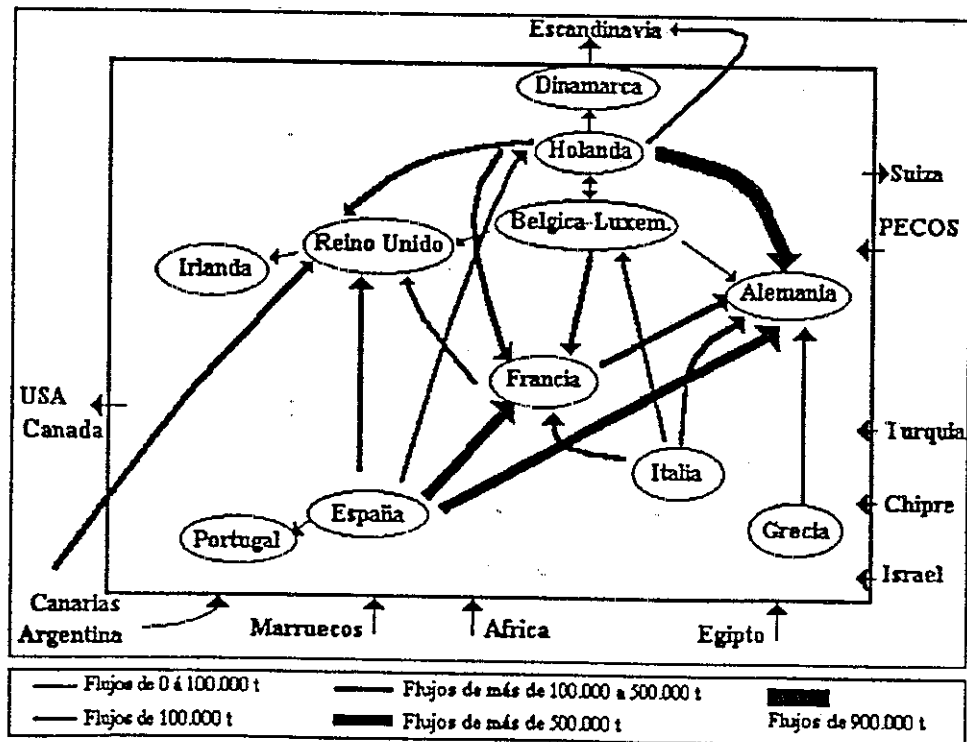 Escandinavia
Dinamarca
Holanda
Suiza
Belgica-Luxem.
PECOS
Reino Unido
Irlanda
Alemania
Francia
USA
Canada
Turquia
Italia
España
Chipre
Portugal
Grecia
Israel
Canarias
Argentina
Marruecos
Africa
Egipto
Flujos de 0 á 100.000 t
Flujos de más de 100.000 a 500.000 t
Flujos de 100.000 t
Flujos de más de 500.000 t
Flujos de 900.000 t